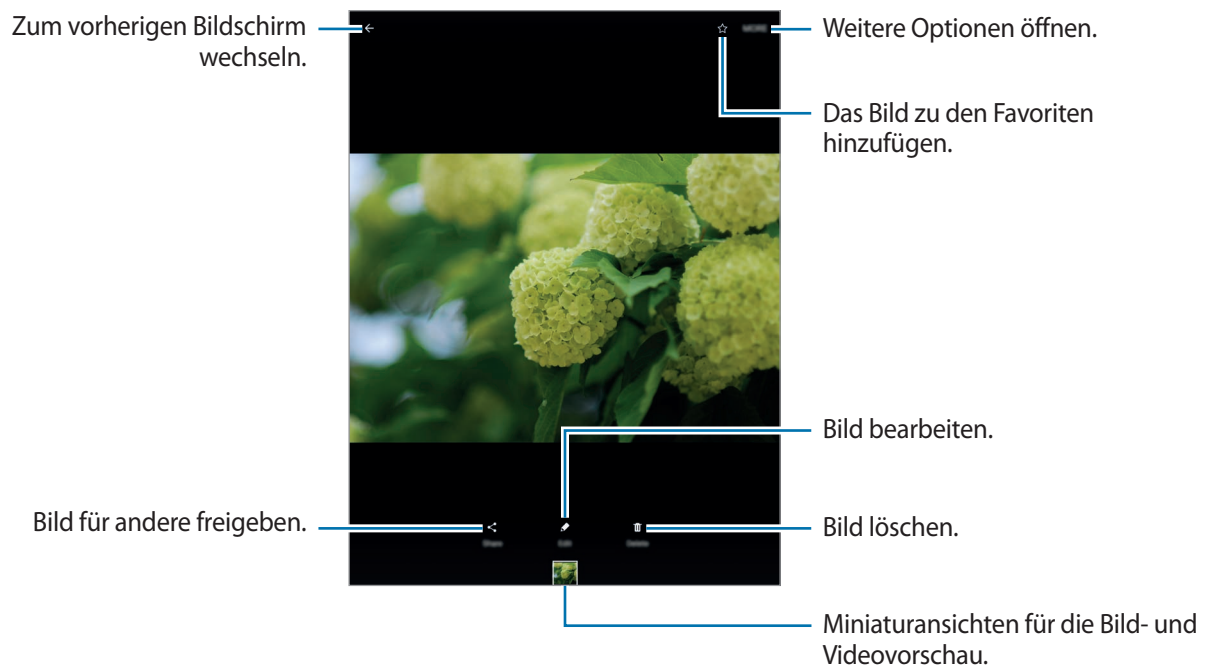 Zum vorherigen Bildschirm
wechseln.
MORE
Weitere Optionen öffnen.
Das Bild zu den Favoriten
hinzufügen.
Bild bearbeiten.
Bild für andere freigeben.
Bild löschen.
Share
Edit
Delete
Miniaturansichten für die Bild- und
Videovorschau.